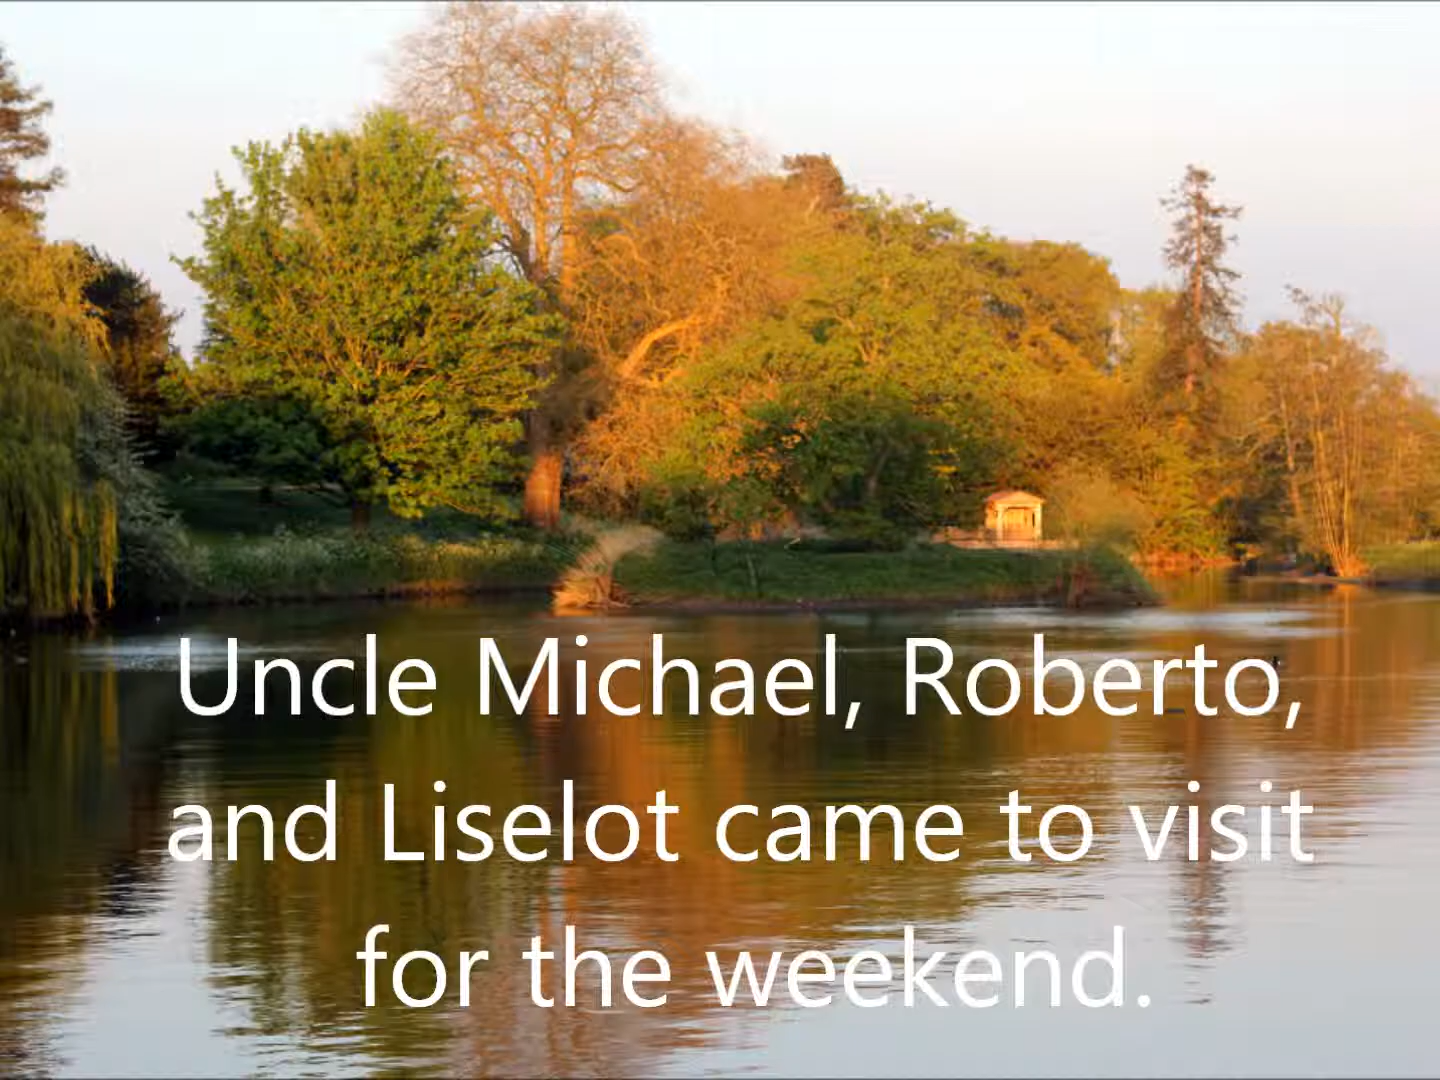 Uncle Michael, Roberto,
and Liselot came to visit
for the weekend.